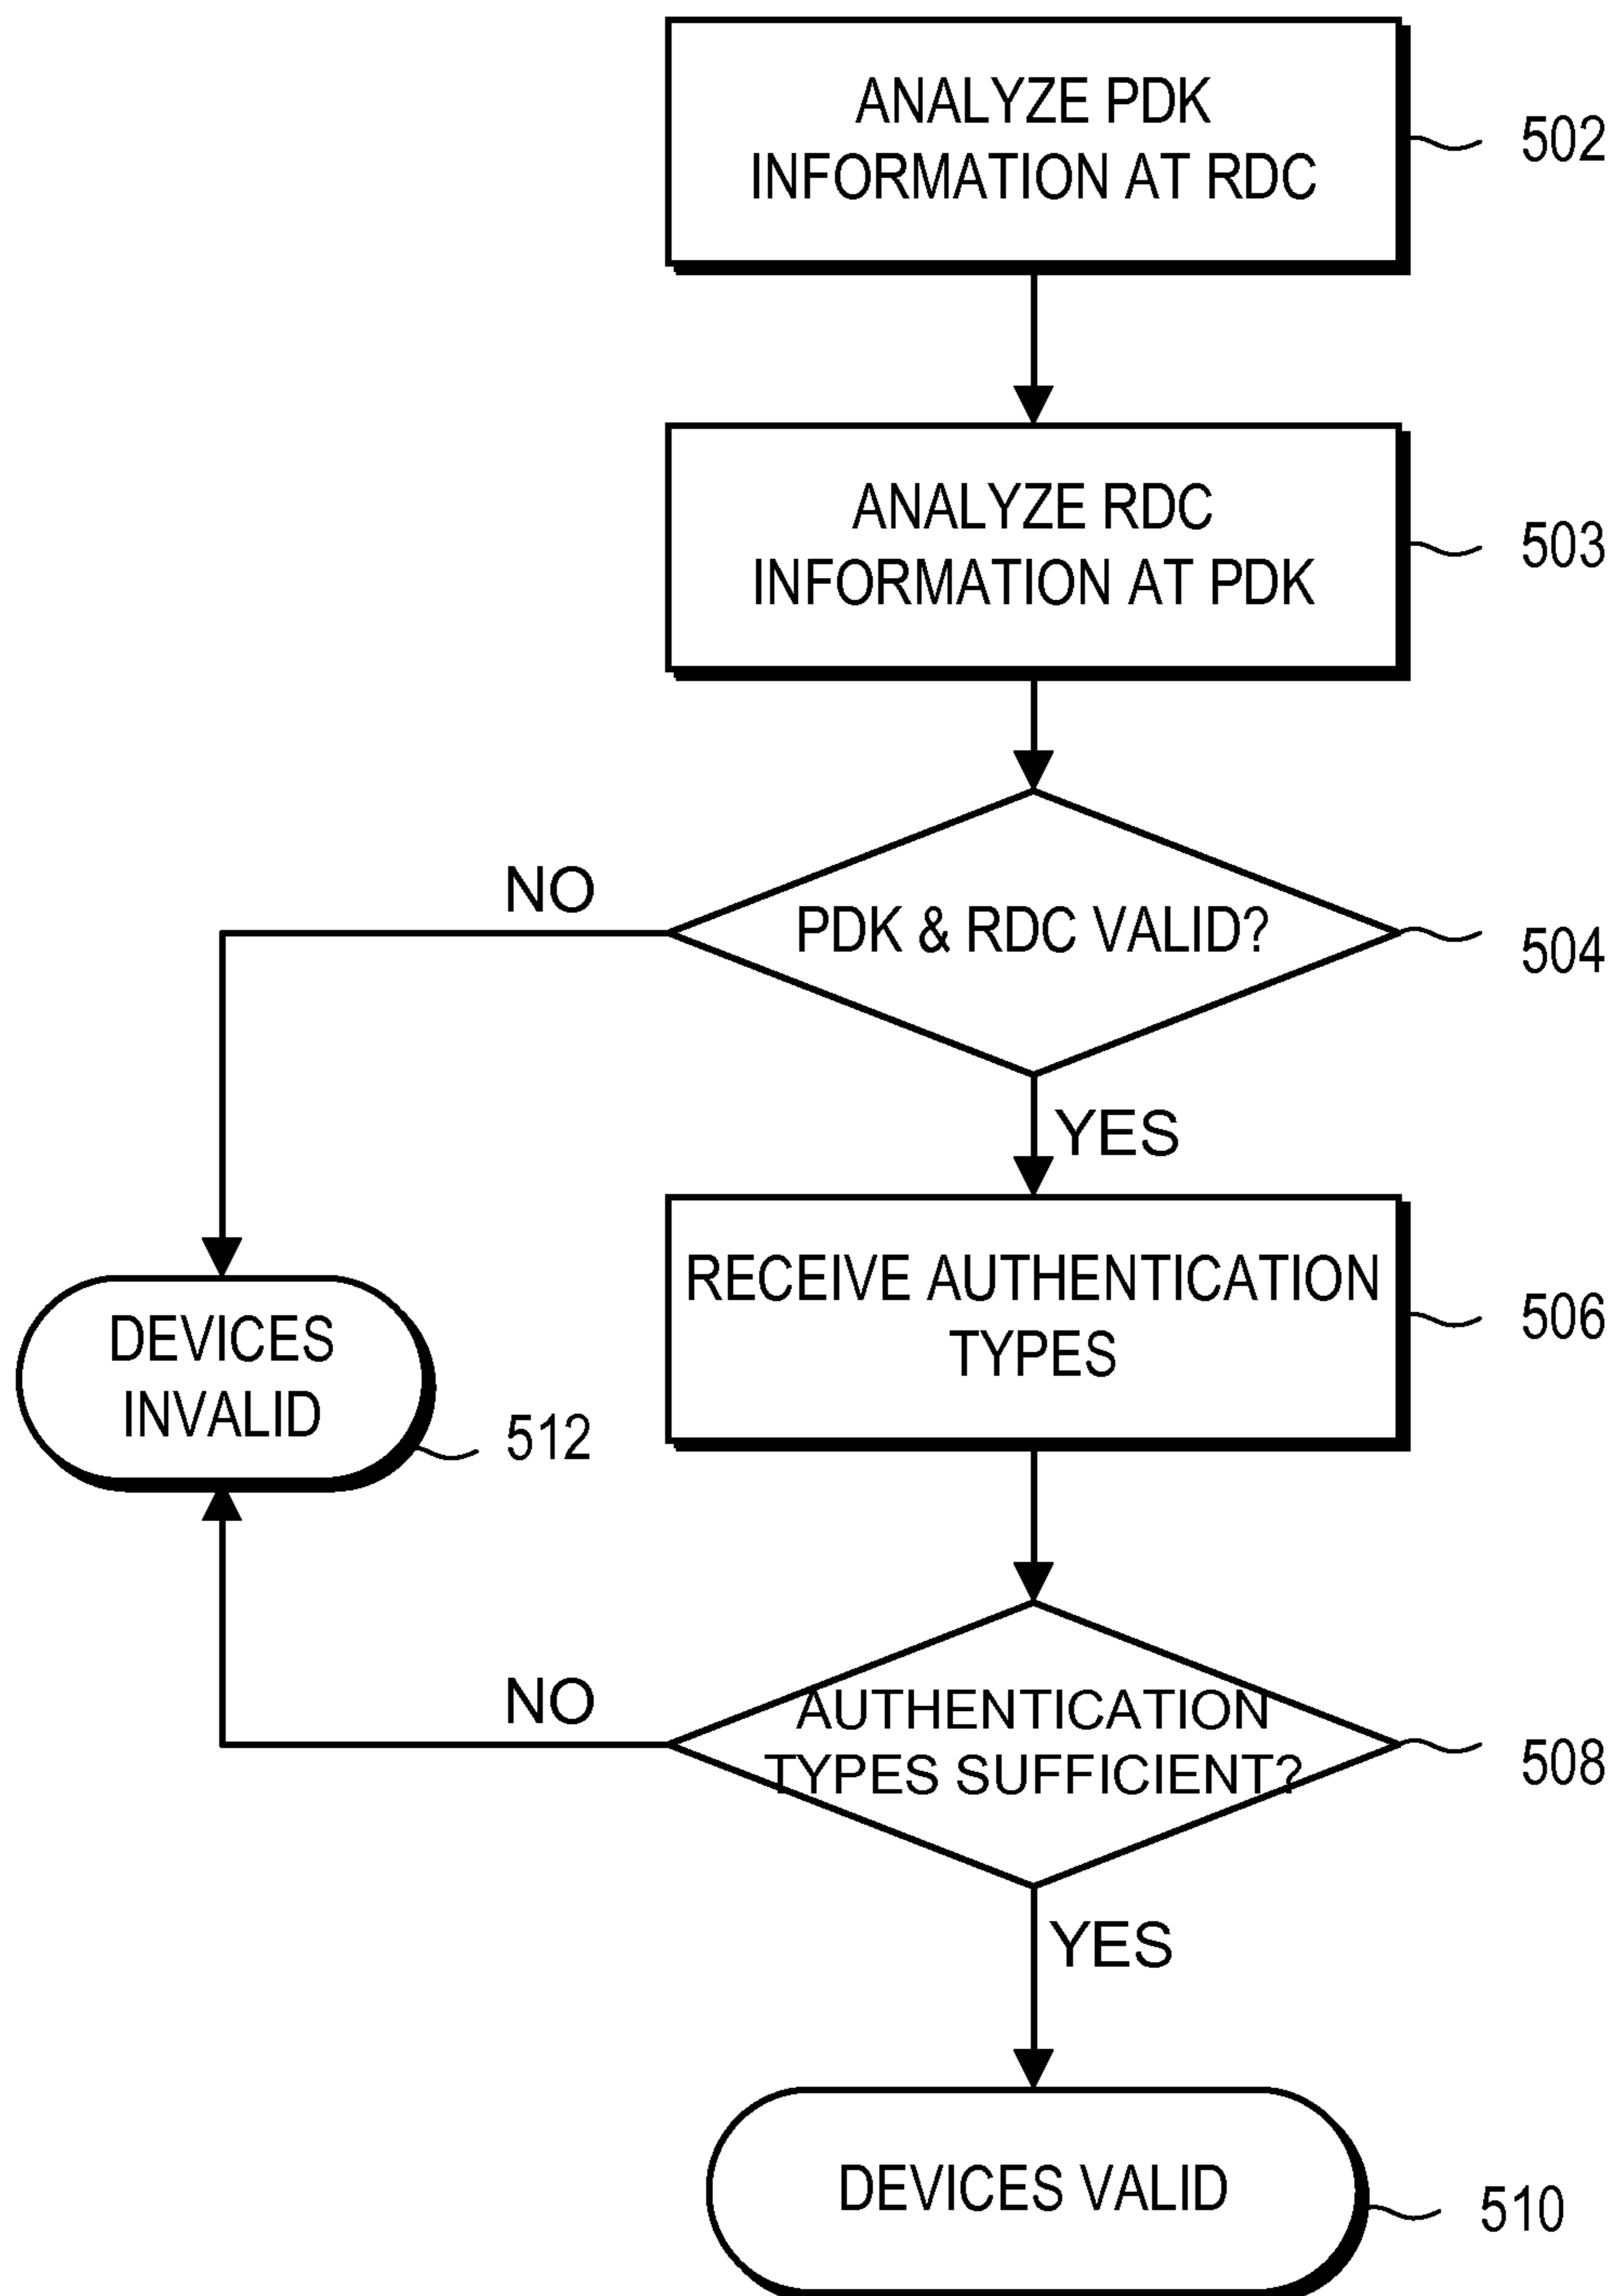 ANALYZE PDK
INFORMATION AT RDC
502
ANALYZE RDC
INFORMATION AT PDK
503
NO
PDK & RDC VALID?
504
YES
RECEIVE AUTHENTICATION
TYPES
506
DEVICES
INVALID
512
NO
AUTHENTICATION
TYPES SUFFICIENT?
508
YES
DEVICES VALID
510